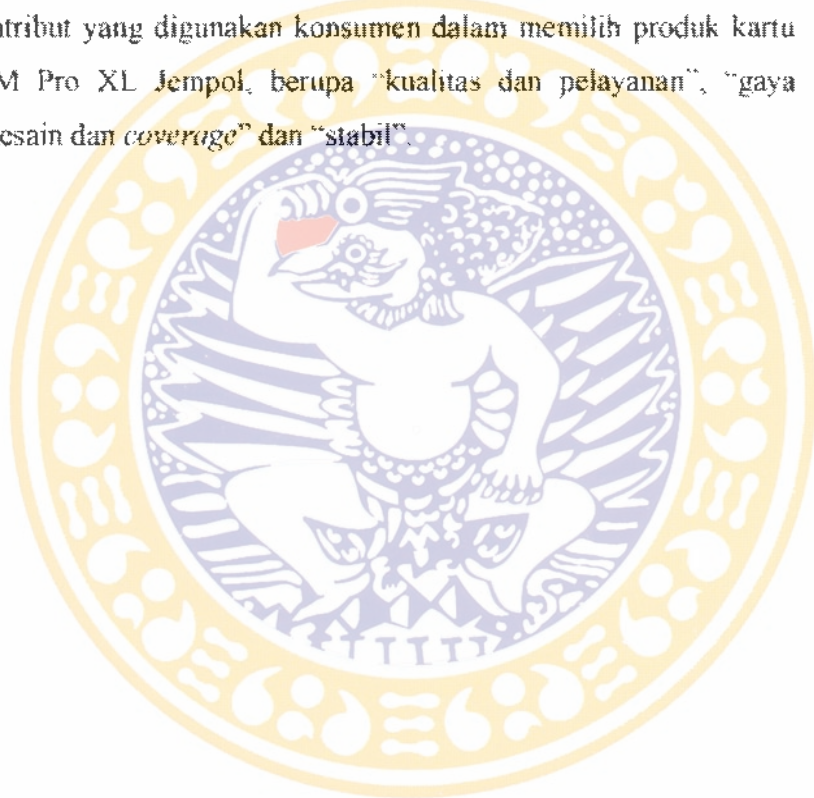 atribut yang digunakan konsumen dalam memilih produk kartu
M Pro XL Jempol, berupa “kualitas dan pelayanan”, “gaya
esain dan coverage” dan “stabil”.